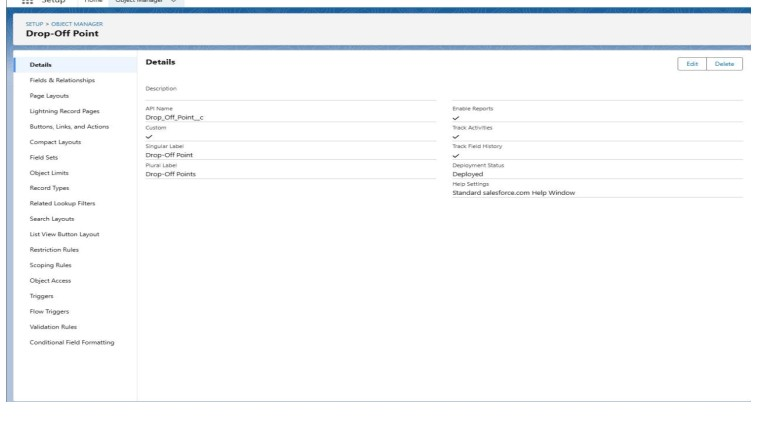 Setup Home Object Manager
SETUP > OBJECT MANAGER
Drop-Off Point
Details
Fields & Relationships
Page Layouts
Lightning Record Pages
Buttons, Links, and Actions
Compact Layouts
Field Sets
Object Limits
Record Types
Related Lookup Filters
Search Layouts
List View Button Layout
Restriction Rules
Scoping Rules
Object Access
Triggers
Flow Triggers
Validation Rules
Conditional Field Formatting
Details
Edit Delete
Description
API Name
Drop_Off_Point__c
Custom
✓
Singular Label
Drop-Off Point
Plural Label
Drop-Off Points
Enable Reports
✓
Track Activities
✓
Track Field History
✓
Deployment Status
Deployed
Help Settings
Standard salesforce.com Help Window